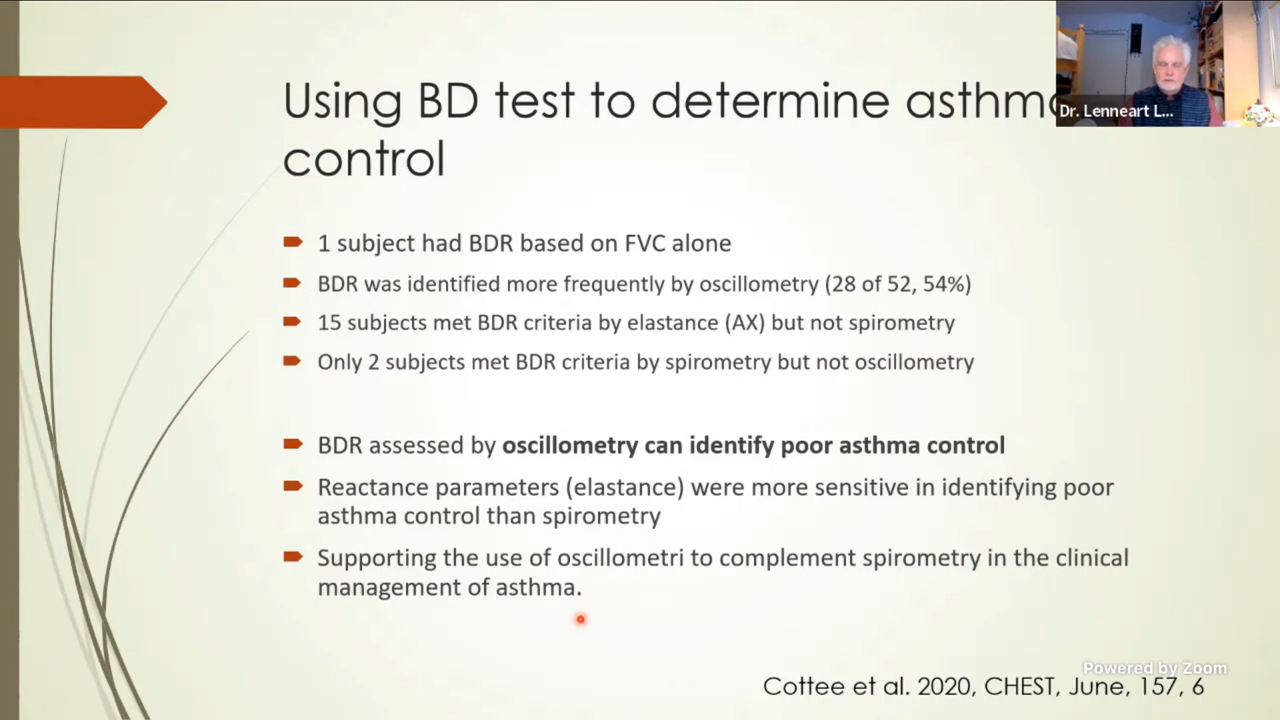 Using BD test to determine asthma
control
Dr. Lenneart L...
1 subject had BDR based on FVC alone
BDR was identified more frequently by oscillometry (28 of 52, 54%)
15 subjects met BDR criteria by elastance (AX) but not spirometry
Only 2 subjects met BDR criteria by spirometry but not oscillometry
BDR assessed by oscillometry can identify poor asthma control
Reactance parameters (elastance) were more sensitive in identifying poor
asthma control than spirometry
Supporting the use of oscillometri to complement spirometry in the clinical
management of asthma.
Powered by Zoom
Cottee et al. 2020, CHEST, June, 157, 6